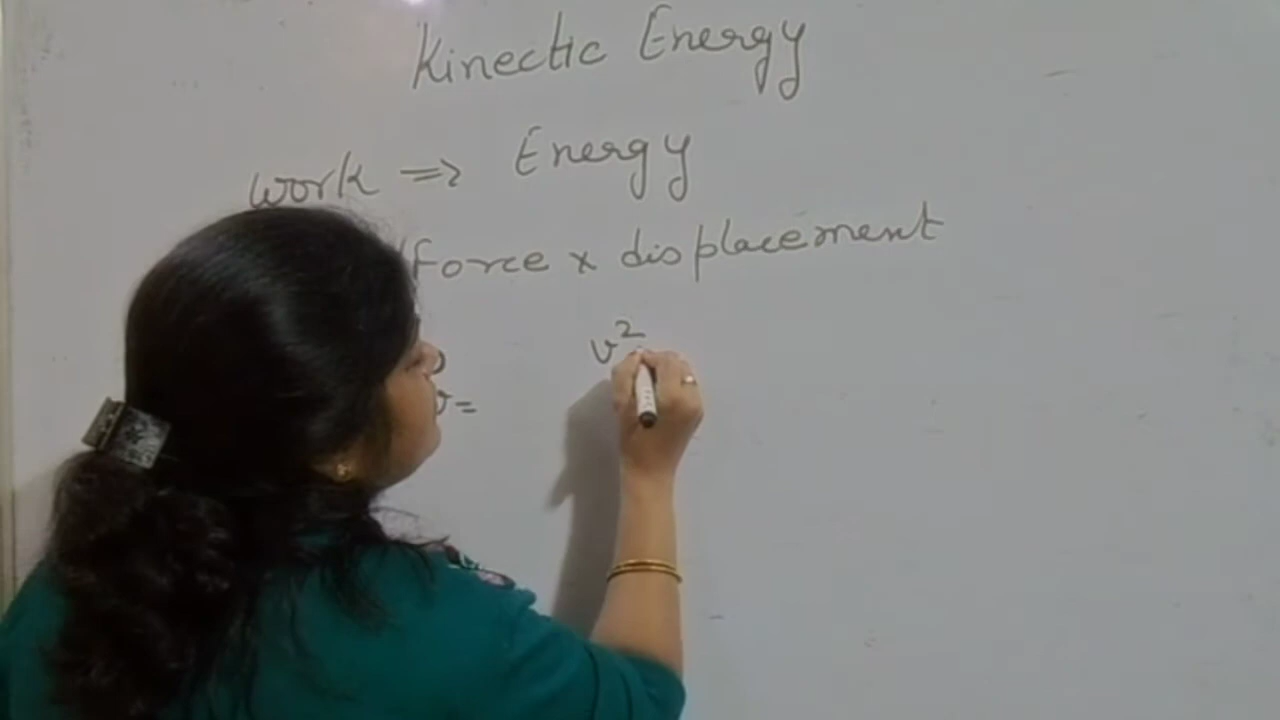 Kinectic Energy
work => Energy
Force x displacement
v²
v=